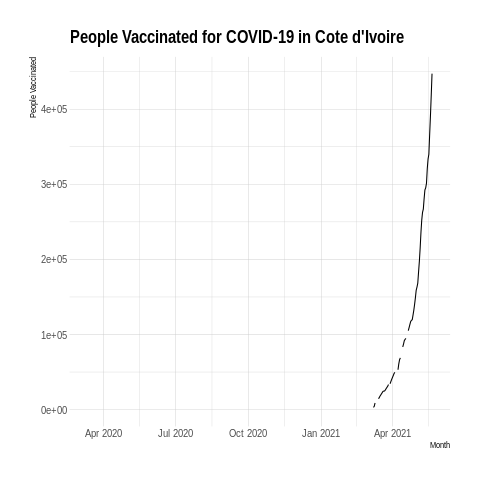 People Vaccinated for COVID-19 in Cote d'Ivoire
People Vaccinated
4e+05
3e+05
2e+05
1e+05
0e+00
Apr 2020 Jul 2020 Oct 2020 Jan 2021 Apr 2021
Month